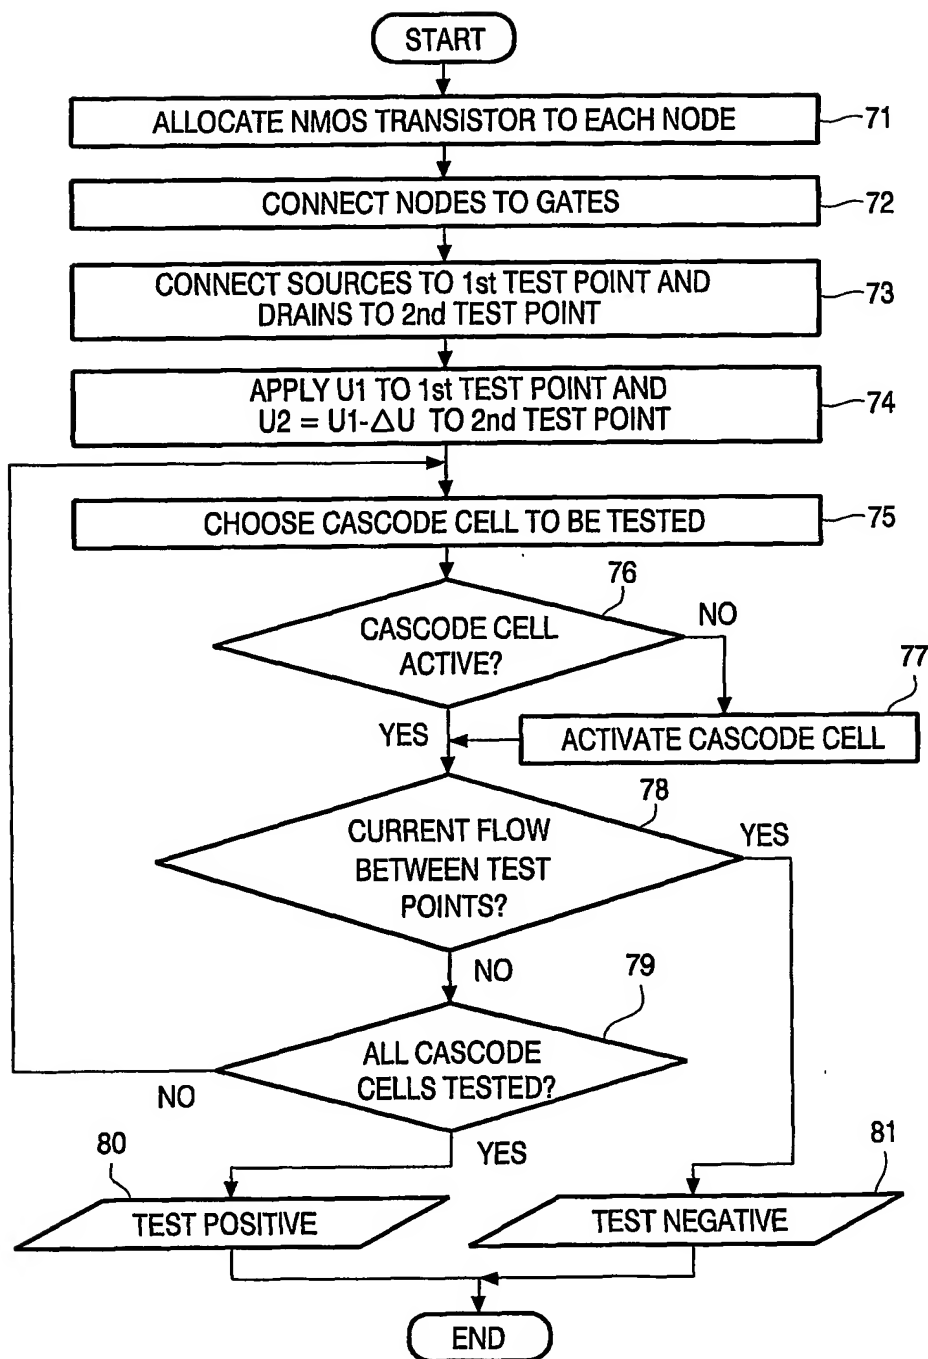 START
ALLOCATE NMOS TRANSISTOR TO EACH NODE
71
CONNECT NODES TO GATES
72
CONNECT SOURCES TO 1st TEST POINT AND
DRAINS TO 2nd TEST POINT
73
APPLY U1 TO 1st TEST POINT AND
U2 = U1-△U TO 2nd TEST POINT
74
CHOOSE CASCODE CELL TO BE TESTED
75
76
CASCODE CELL
ACTIVE?
NO
77
YES
ACTIVATE CASCODE CELL
78
CURRENT FLOW
BETWEEN TEST
POINTS?
YES
NO
79
ALL CASCODE
CELLS TESTED?
NO
YES
80
TEST POSITIVE
81
TEST NEGATIVE
END